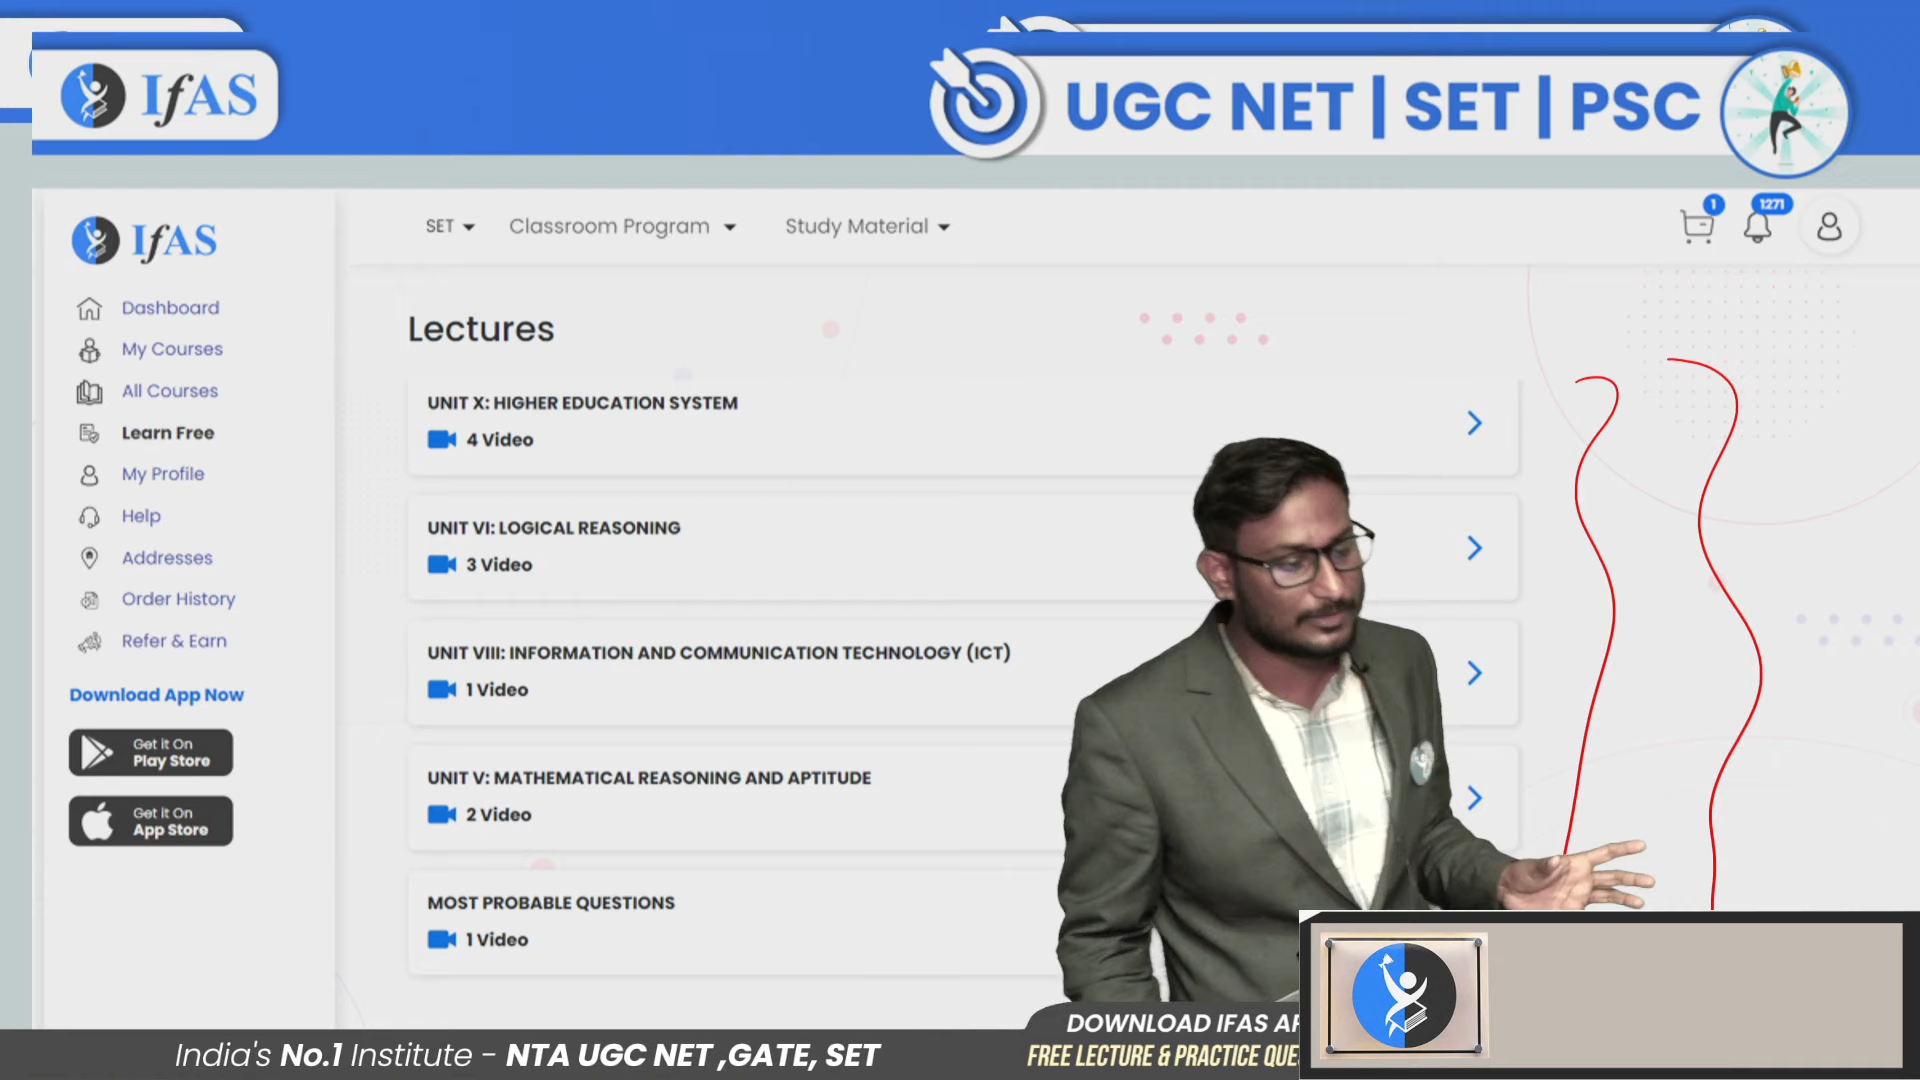 IfAS
UGC NET | SET | PSC
IfAS
SET
Classroom Program
Study Material
1
1271
Dashboard
My Courses
All Courses
Learn Free
My Profile
Help
Addresses
Order History
Refer & Earn
Download App Now
Get it On
Play Store
Get it On
App Store
Lectures
UNIT X: HIGHER EDUCATION SYSTEM
4 Video
UNIT VI: LOGICAL REASONING
3 Video
UNIT VIII: INFORMATION AND COMMUNICATION TECHNOLOGY (ICT)
1 Video
UNIT V: MATHEMATICAL REASONING AND APTITUDE
2 Video
MOST PROBABLE QUESTIONS
1 Video
India's No.1 Institute - NTA UGC NET ,GATE, SET
DOWNLOAD IFAS
FREE LECTURE & PRACTICE